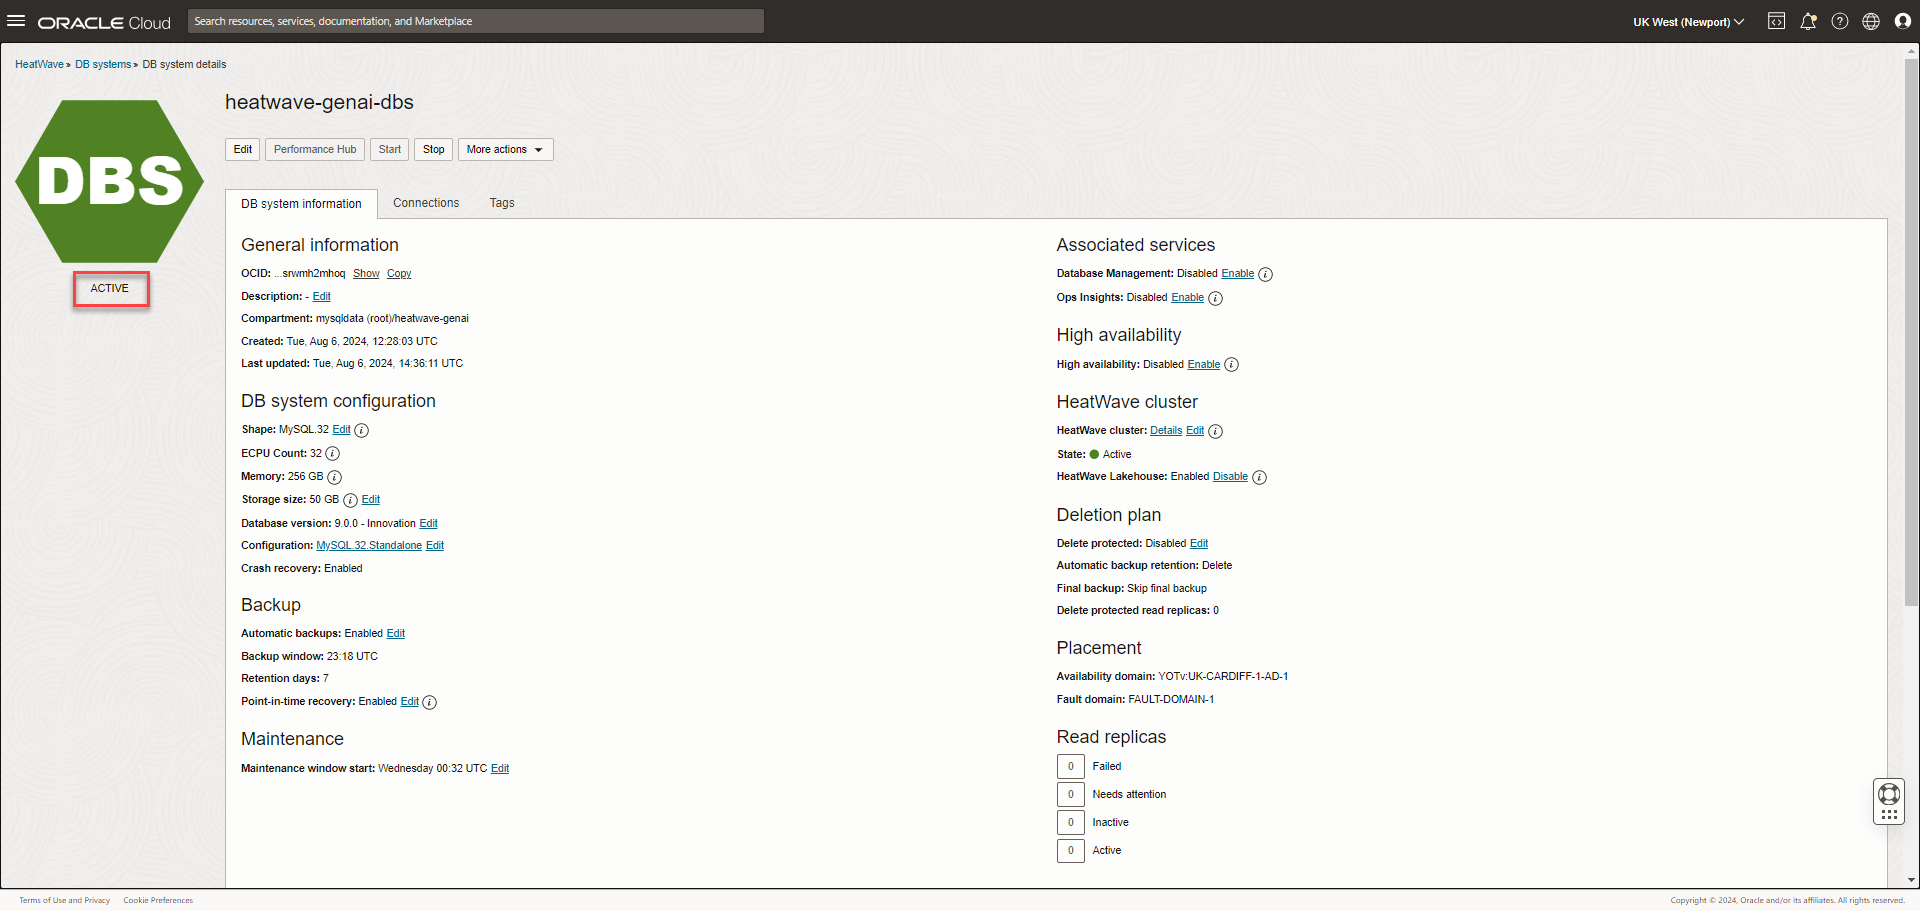 ORACLE Cloud
Search resources, services, documentation, and Marketplace
UK West (Newport)
HeatWave » DB systems » DB system details
DBS
ACTIVE
heatwave-genai-dbs
Edit Performance Hub Start Stop More actions
DB system information Connections Tags
General information
OCID: ...srwmh2mhoq Show Copy
Description: - Edit
Compartment: mysqldata (root)/heatwave-genai
Created: Tue, Aug 6, 2024, 12:28:03 UTC
Last updated: Tue, Aug 6, 2024, 14:36:11 UTC
DB system configuration
Shape: MySQL.32 Edit
ECPU Count: 32
Memory: 256 GB
Storage size: 50 GB Edit
Database version: 9.0.0 - Innovation Edit
Configuration: MySQL.32.Standalone Edit
Crash recovery: Enabled
Backup
Automatic backups: Enabled Edit
Backup window: 23:18 UTC
Retention days: 7
Point-in-time recovery: Enabled Edit
Maintenance
Maintenance window start: Wednesday 00:32 UTC Edit
Associated services
Database Management: Disabled Enable
Ops Insights: Disabled Enable
High availability
High availability: Disabled Enable
HeatWave cluster
HeatWave cluster: Details Edit
State: Active
HeatWave Lakehouse: Enabled Disable
Deletion plan
Delete protected: Disabled Edit
Automatic backup retention: Delete
Final backup: Skip final backup
Delete protected read replicas: 0
Placement
Availability domain: YOTv:UK-CARDIFF-1-AD-1
Fault domain: FAULT-DOMAIN-1
Read replicas
0 Failed
0 Needs attention
0 Inactive
0 Active
Terms of Use and Privacy Cookie Preferences
Copyright © 2024, Oracle and/or its affiliates. All rights reserved.